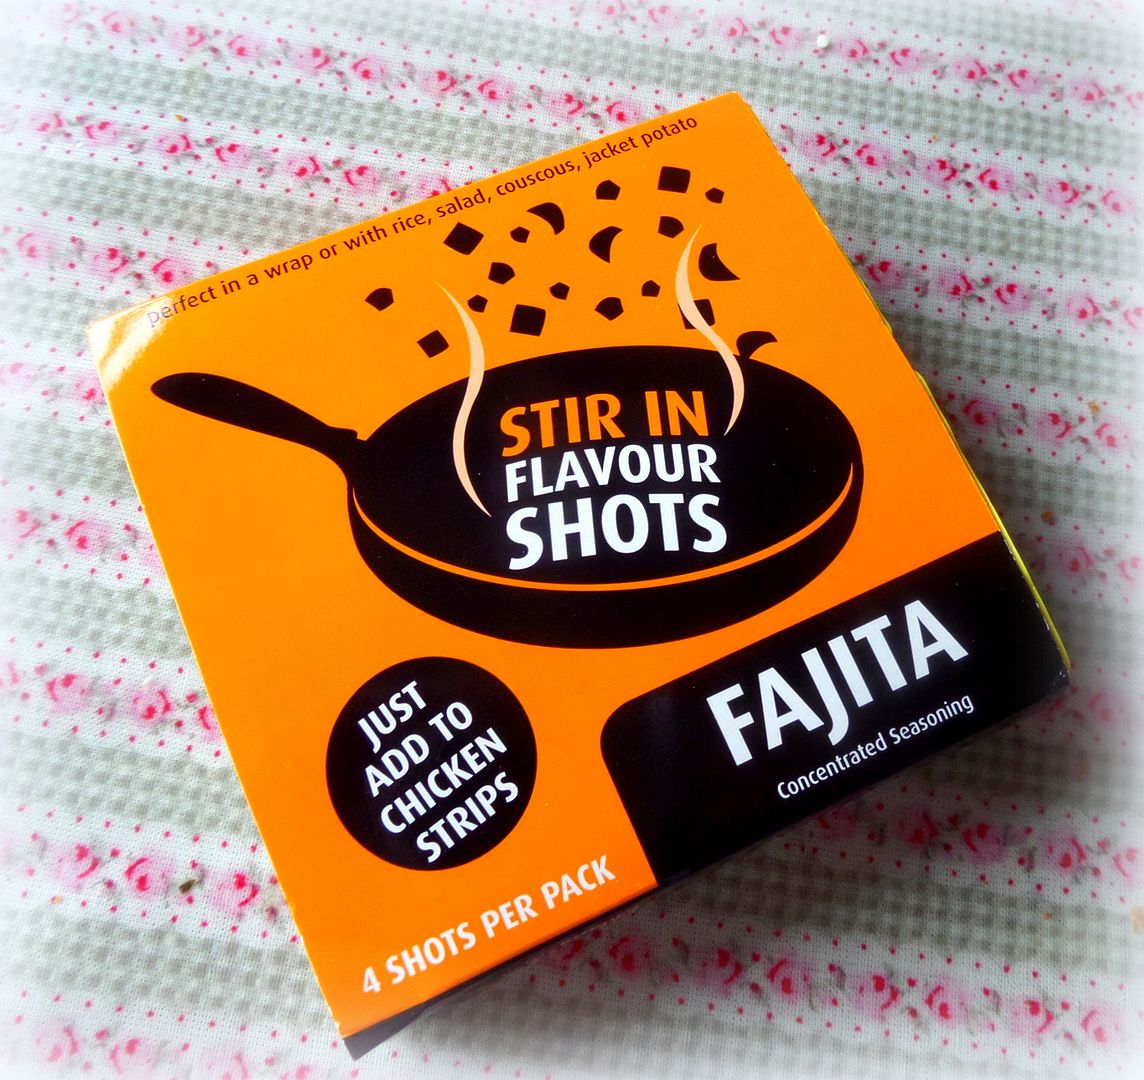 perfect in a wrap or with rice, salad, couscous, jacket potato
STIR IN
FLAVOUR
SHOTS
JUST
ADD TO
CHICKEN
STRIPS
FAJITA
Concentrated Seasoning
4 SHOTS PER PACK